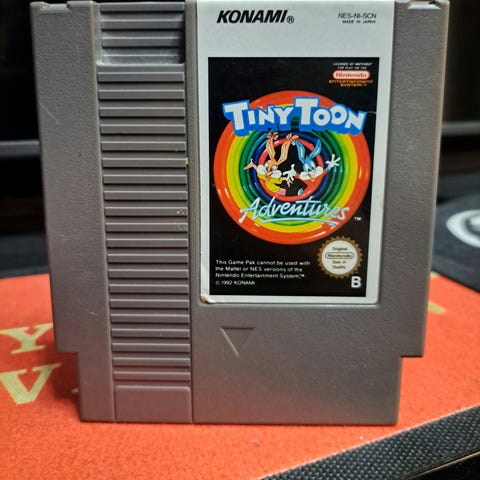 KONAMI®
NES-NI-SCN
MADE IN JAPAN
LICENSED BY NINTENDO
FOR PLAY ON THE
Nintendo
ENTERTAINMENT
SYSTEM™
TINY TOON
Adventures™
Original
Nintendo
Seal of
Quality
This Game Pak cannot be used with
the Mattel or NES versions of the
Nintendo Entertainment System.™
© 1992 KONAMI
B
Y
V